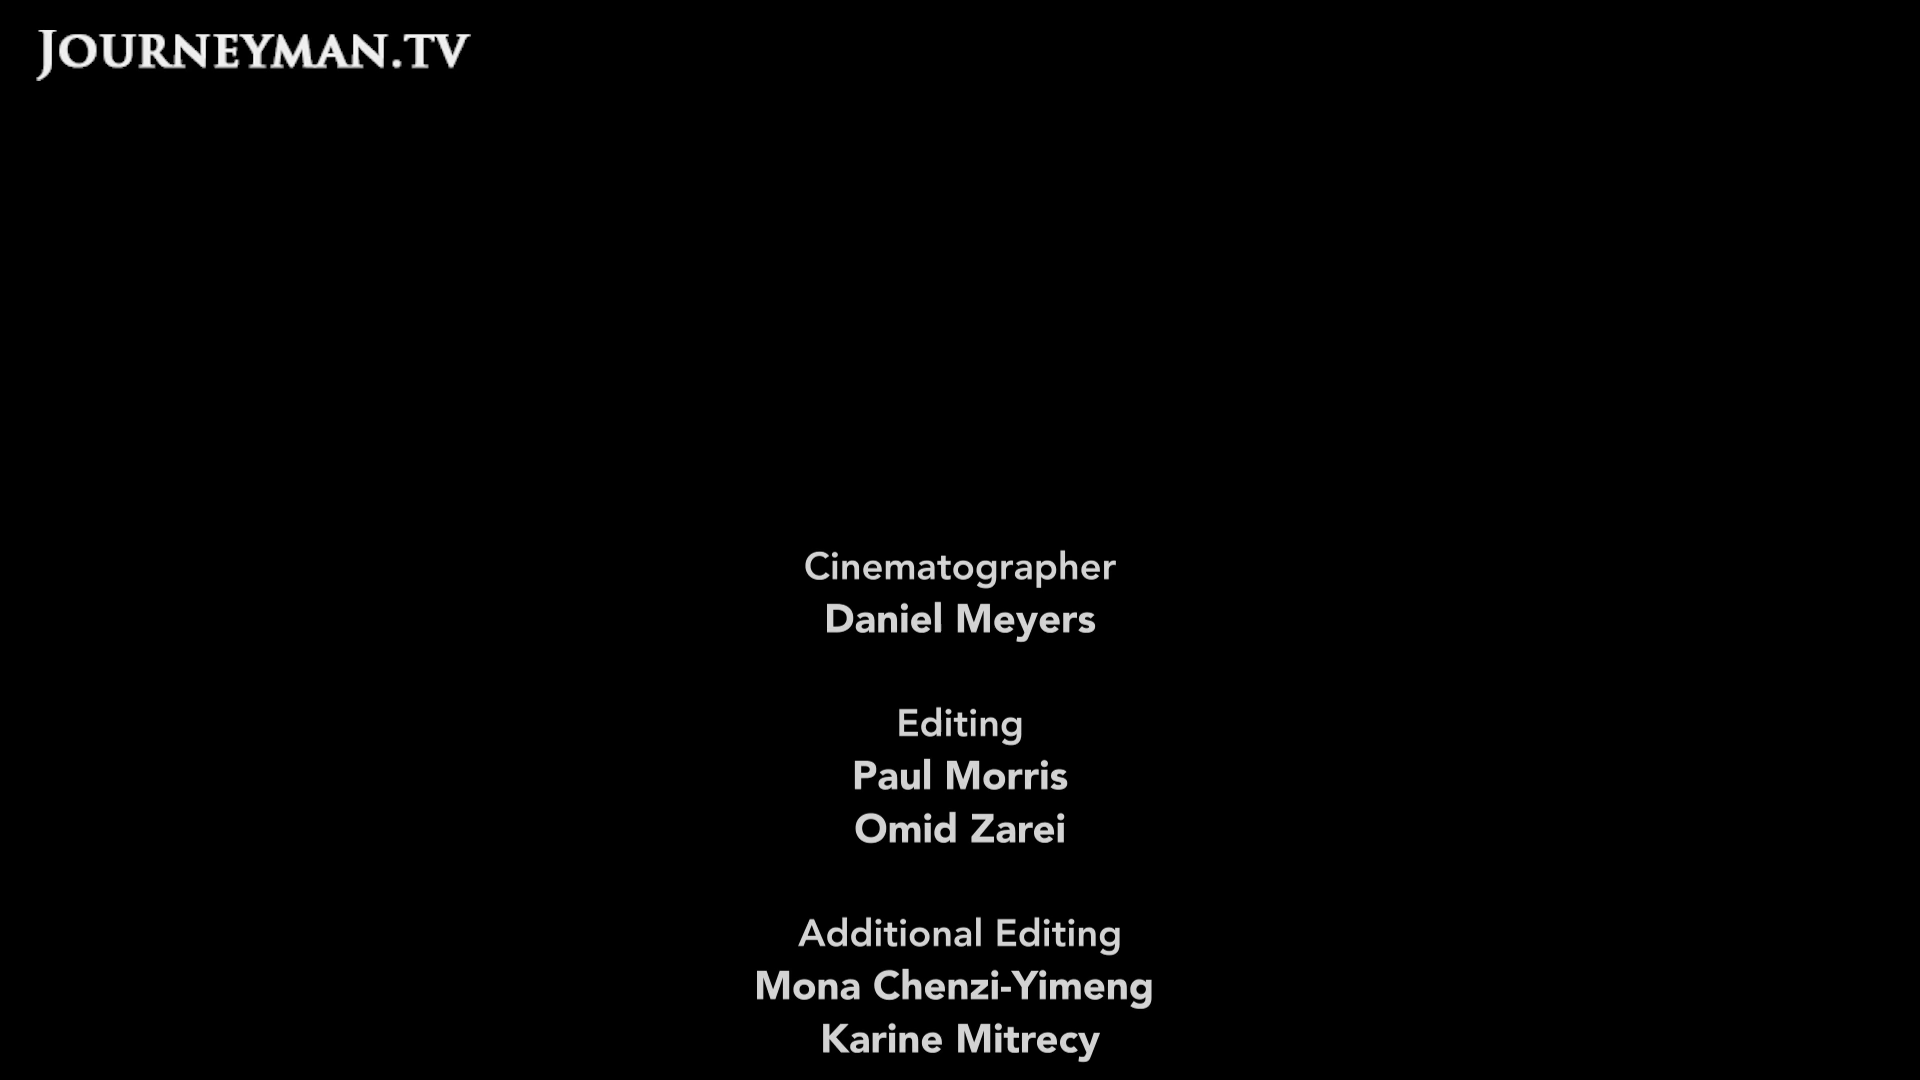 JOURNEYMAN.TV
Cinematographer
Daniel Meyers
Editing
Paul Morris
Omid Zarei
Additional Editing
Mona Chenzi-Yimeng
Karine Mitrecy